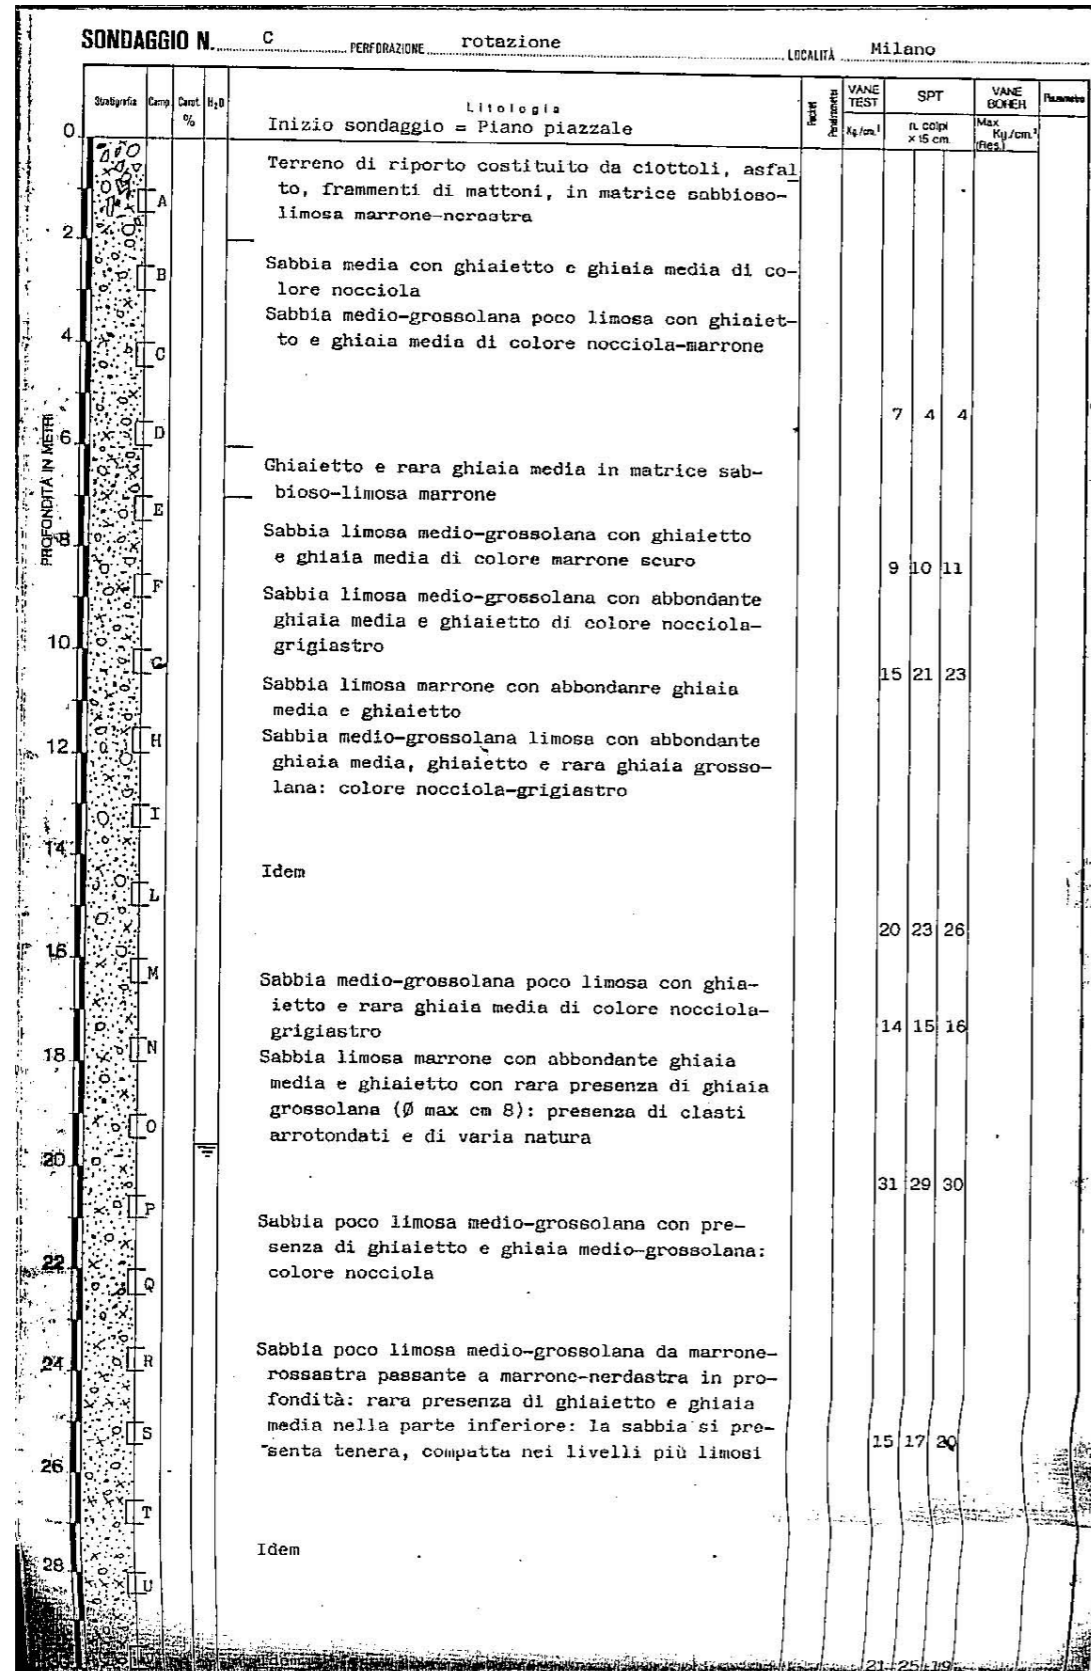 SONDAGGIO N. C PERFORAZIONE rotazione LOCALITÀ Milano
Stratigrafia Camp. Carot. % H₂O Litologia Pocket Penetrometer VANE TEST Kg./cm.² SPT n. colpi x 15 cm. VANE BOHER Max Kg./cm.² (Res.)
0 Inizio sondaggio = Piano piazzale
Terreno di riporto costituito da ciottoli, asfal
to, frammenti di mattoni, in matrice sabbioso-
A
limosa marrone-nerastra
2
Sabbia media con ghiaietto e ghiaia media di co-
B
lore nocciola
Sabbia medio-grossolana poco limosa con ghiaiet-
4
to e ghiaia media di colore nocciola-marrone
C
7 4 4
D
PROFONDITÀ IN METRI
6
Ghiaietto e rara ghiaia media in matrice sab-
bioso-limosa marrone
E
Sabbia limosa medio-grossolana con ghiaietto
8
e ghiaia media di colore marrone scuro
9 10 11
F
Sabbia limosa medio-grossolana con abbondante
ghiaia media e ghiaietto di colore nocciola-
10
grigiastro
G
15 21 23
Sabbia limosa marrone con abbondanre ghiaia
media e ghiaietto
H
Sabbia medio-grossolana limosa con abbondante
12
ghiaia media, ghiaietto e rara ghiaia grosso-
lana: colore nocciola-grigiastro
I
14
Idem
L
20 23 26
16
M
Sabbia medio-grossolana poco limosa con ghia-
ietto e rara ghiaia media di colore nocciola-
grigiastro
14 15 16
N
18
Sabbia limosa marrone con abbondante ghiaia
media e ghiaietto con rara presenza di ghiaia
grossolana (Ø max cm 8): presenza di clasti
O
arrotondati e di varia natura
20
31 29 30
P
Sabbia poco limosa medio-grossolana con pre-
senza di ghiaietto e ghiaia medio-grossolana:
22
colore nocciola
Q
Sabbia poco limosa medio-grossolana da marrone-
R
24
rossastra passante a marrone-nerdastra in pro-
fondità: rara presenza di ghiaietto e ghiaia
media nella parte inferiore: la sabbia si pre-
S
senta tenera, compatta nei livelli più limosi
15 17 20
26
T
Idem
28
U
21 25 19